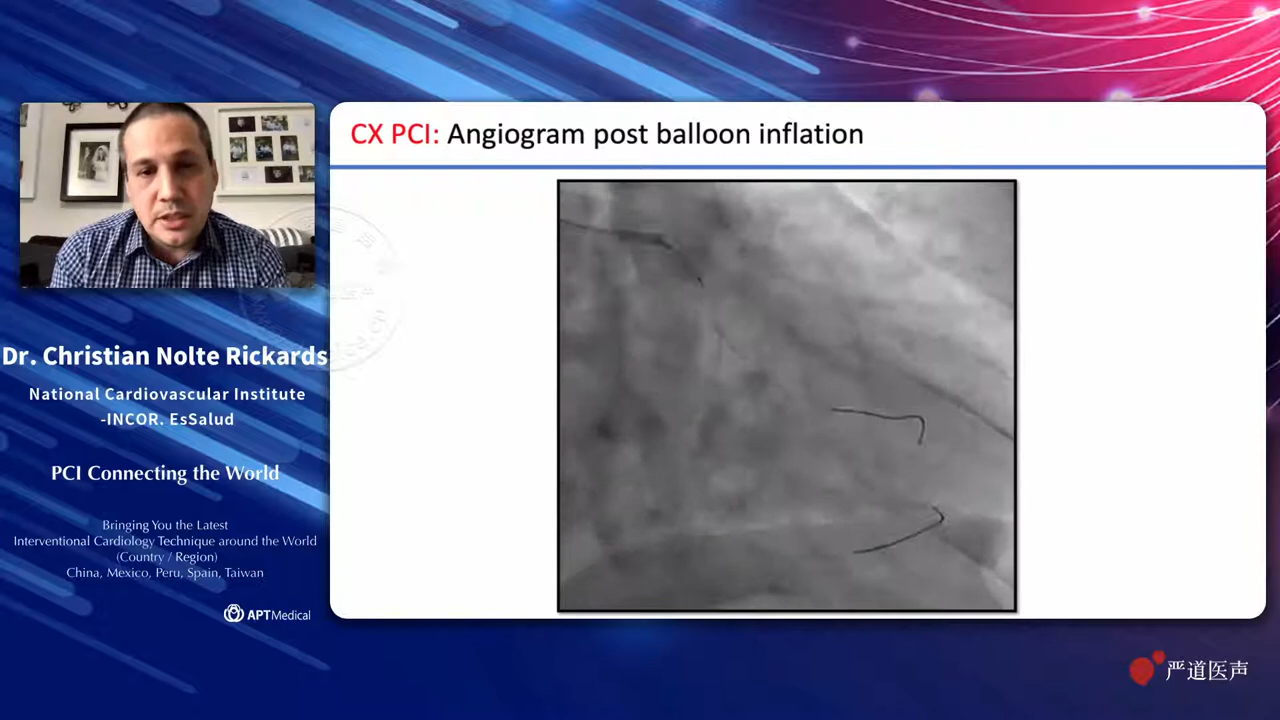 CX PCI: Angiogram post balloon inflation
Dr. Christian Nolte Rickards
National Cardiovascular Institute
-INCOR. EsSalud
PCI Connecting the World
Bringing You the Latest
Interventional Cardiology Technique around the World
(Country / Region)
China, Mexico, Peru, Spain, Taiwan
APTMedical
严道医声